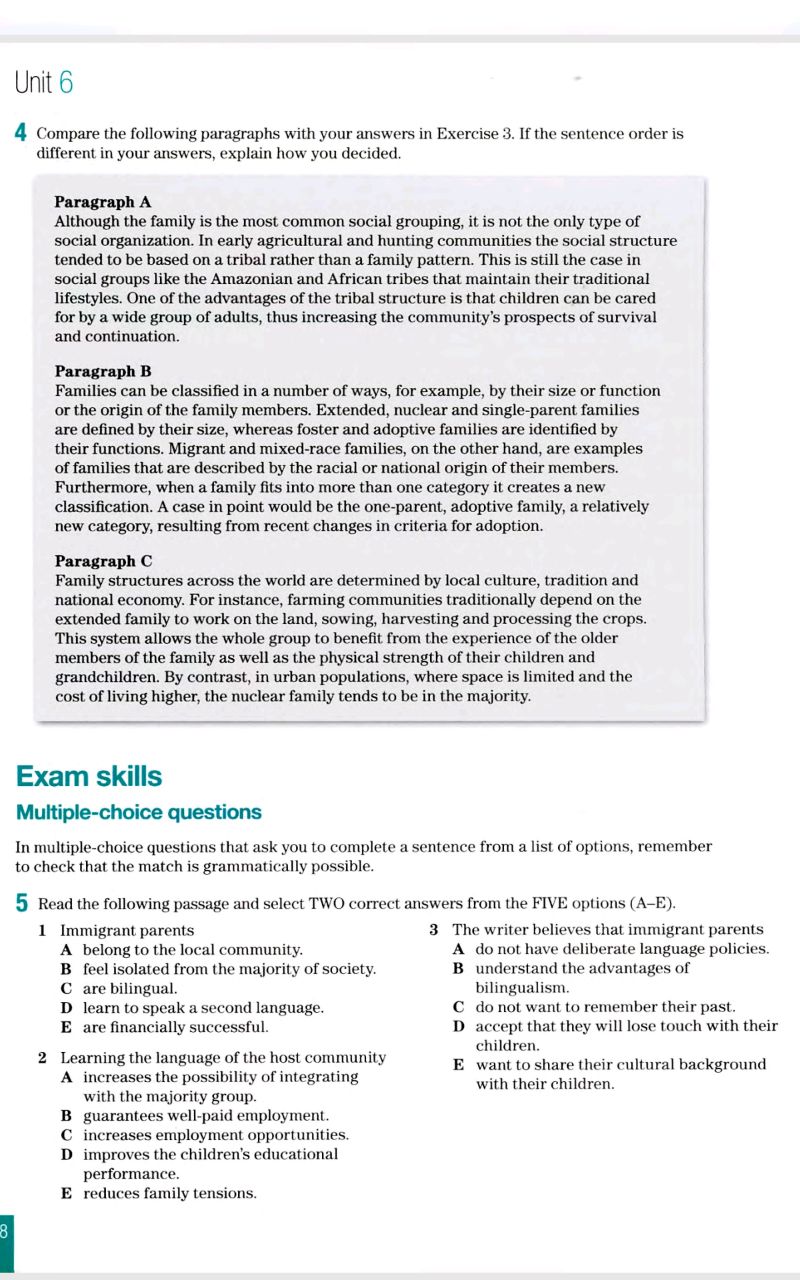 Unit 6
4 Compare the following paragraphs with your answers in Exercise 3. If the sentence order is
different in your answers, explain how you decided.
Paragraph A
Although the family is the most common social grouping, it is not the only type of
social organization. In early agricultural and hunting communities the social structure
tended to be based on a tribal rather than a family pattern. This is still the case in
social groups like the Amazonian and African tribes that maintain their traditional
lifestyles. One of the advantages of the tribal structure is that children can be cared
for by a wide group of adults, thus increasing the community's prospects of survival
and continuation.
Paragraph B
Families can be classified in a number of ways, for example, by their size or function
or the origin of the family members. Extended, nuclear and single-parent families
are defined by their size, whereas foster and adoptive families are identified by
their functions. Migrant and mixed-race families, on the other hand, are examples
of families that are described by the racial or national origin of their members.
Furthermore, when a family fits into more than one category it creates a new
classification. A case in point would be the one-parent, adoptive family, a relatively
new category, resulting from recent changes in criteria for adoption.
Paragraph C
Family structures across the world are determined by local culture, tradition and
national economy. For instance, farming communities traditionally depend on the
extended family to work on the land, sowing, harvesting and processing the crops.
This system allows the whole group to benefit from the experience of the older
members of the family as well as the physical strength of their children and
grandchildren. By contrast, in urban populations, where space is limited and the
cost of living higher, the nuclear family tends to be in the majority.
Exam skills
Multiple-choice questions
In multiple-choice questions that ask you to complete a sentence from a list of options, remember
to check that the match is grammatically possible.
5 Read the following passage and select TWO correct answers from the FIVE options (A–E).
1 Immigrant parents
A belong to the local community.
B feel isolated from the majority of society.
C are bilingual.
D learn to speak a second language.
E are financially successful.
2 Learning the language of the host community
A increases the possibility of integrating
with the majority group.
B guarantees well-paid employment.
C increases employment opportunities.
D improves the children's educational
performance.
E reduces family tensions.
3 The writer believes that immigrant parents
A do not have deliberate language policies.
B understand the advantages of
bilingualism.
C do not want to remember their past.
D accept that they will lose touch with their
children.
E want to share their cultural background
with their children.
8